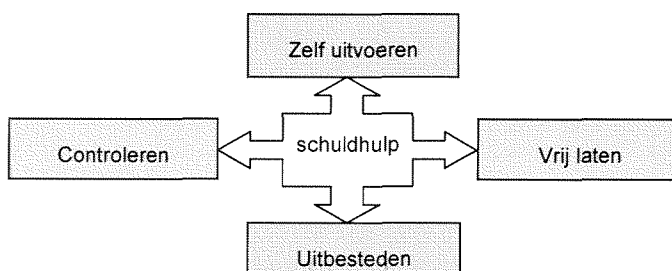 Zelf uitvoeren
Controleren
schuldhulp
Vrij laten
Uitbesteden